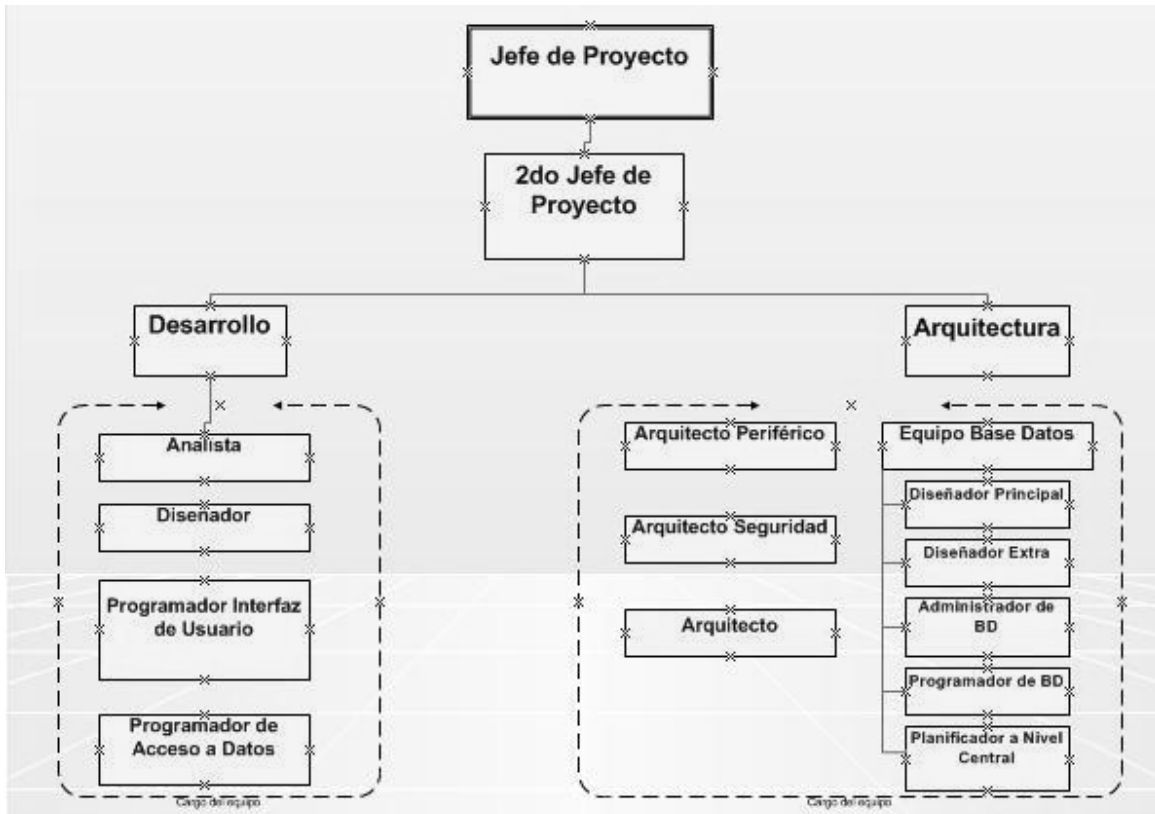 Jefe de Proyecto
2do Jefe de
Proyecto
Desarrollo
Arquitectura
Analista
Diseñador
Programador Interfaz
de Usuario
Programador de
Acceso a Datos
Cargo del equipo
Arquitecto Periférico
Arquitecto Seguridad
Arquitecto
Equipo Base Datos
Diseñador Principal
Diseñador Extra
Administrador de
BD
Programador de BD
Planificador a Nivel
Central
Cargo del equipo